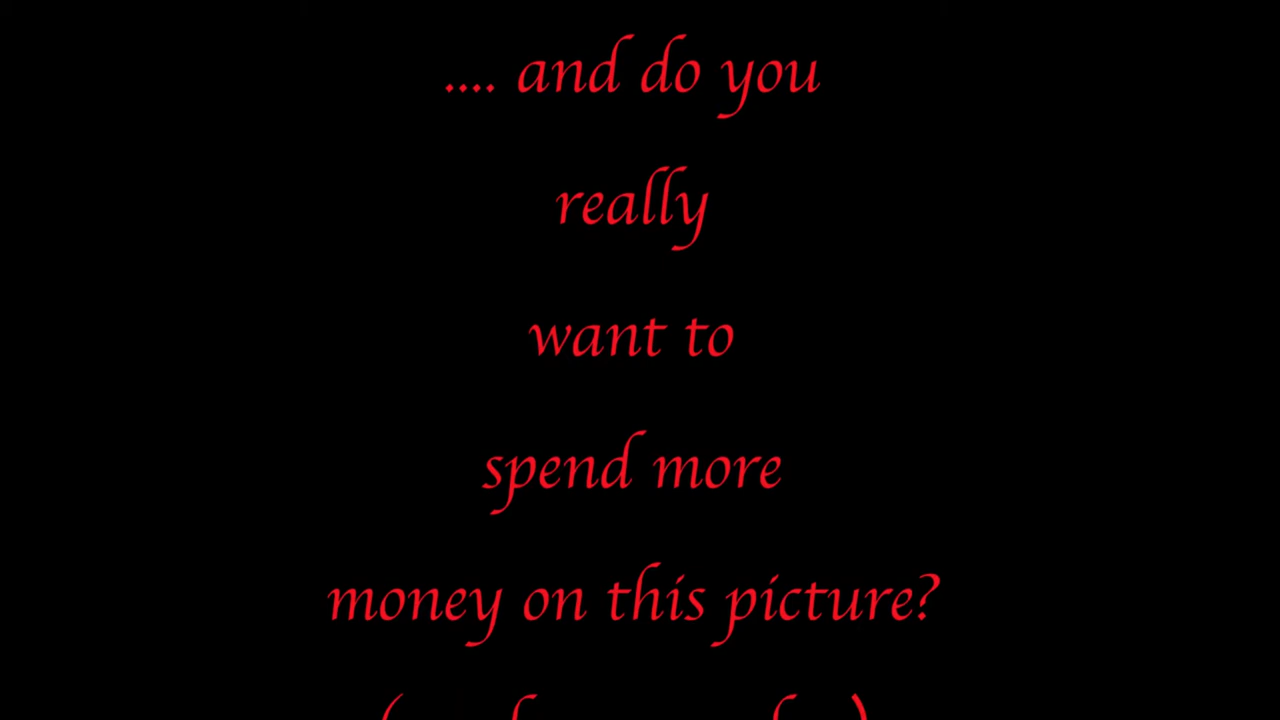 .... and do you
really
want to
spend more
money on this picture?